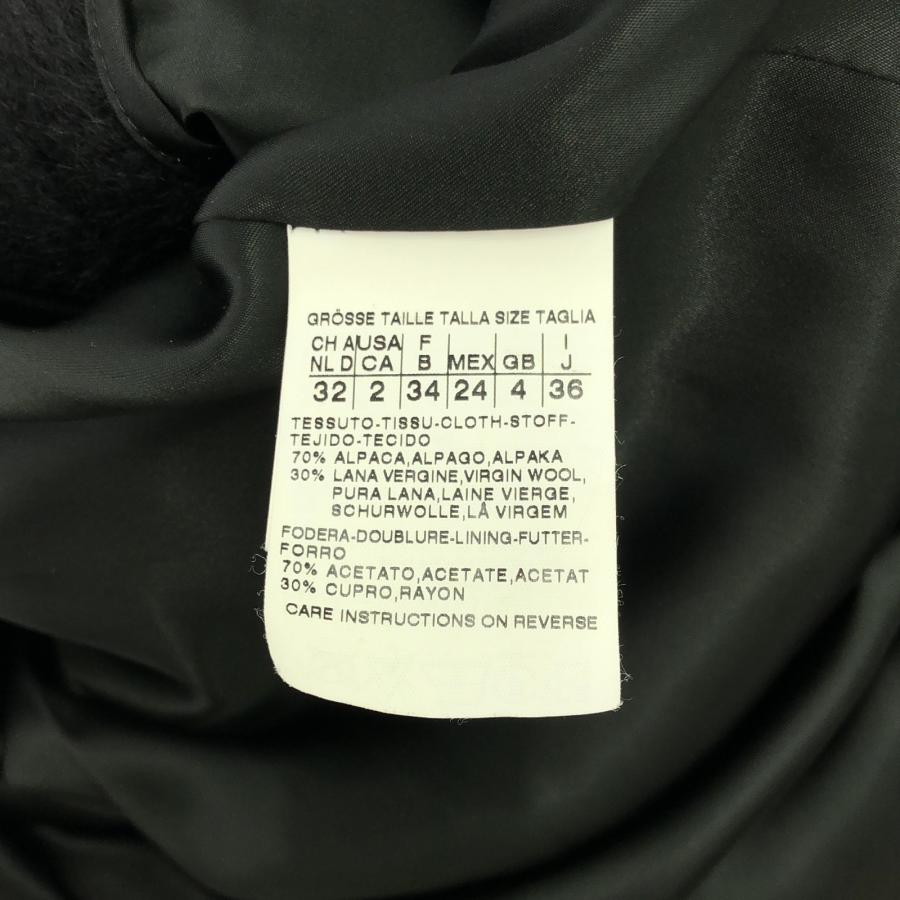 GRÖSSE TAILLE TALLA SIZE TAGLIA
CH A USA F I
NL D CA B MEX GB J
32 2 34 24 4 36
TESSUTO-TISSU-CLOTH-STOFF-
TEJIDO-TECIDO
70% ALPACA,ALPAGO,ALPAKA
30% LANA VERGINE,VIRGIN WOOL,
PURA LANA,LAINE VIERGE,
SCHURWOLLE,LÅ VIRGEM
FODERA-DOUBLURE-LINING-FUTTER-
FORRO
70% ACETATO,ACETATE,ACETAT
30% CUPRO,RAYON
CARE INSTRUCTIONS ON REVERSE